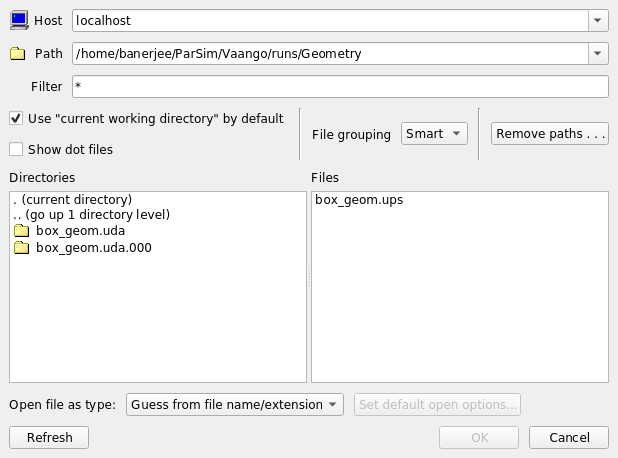 Host localhost
Path /home/banerjee/ParSim/Vaango/runs/Geometry
Filter *
Use "current working directory" by default
Show dot files
File grouping Smart
Remove paths . . .
Directories
. (current directory)
.. (go up 1 directory level)
box_geom.uda
box_geom.uda.000
Files
box_geom.ups
Open file as type: Guess from file name/extension
Set default open options...
Refresh
OK
Cancel